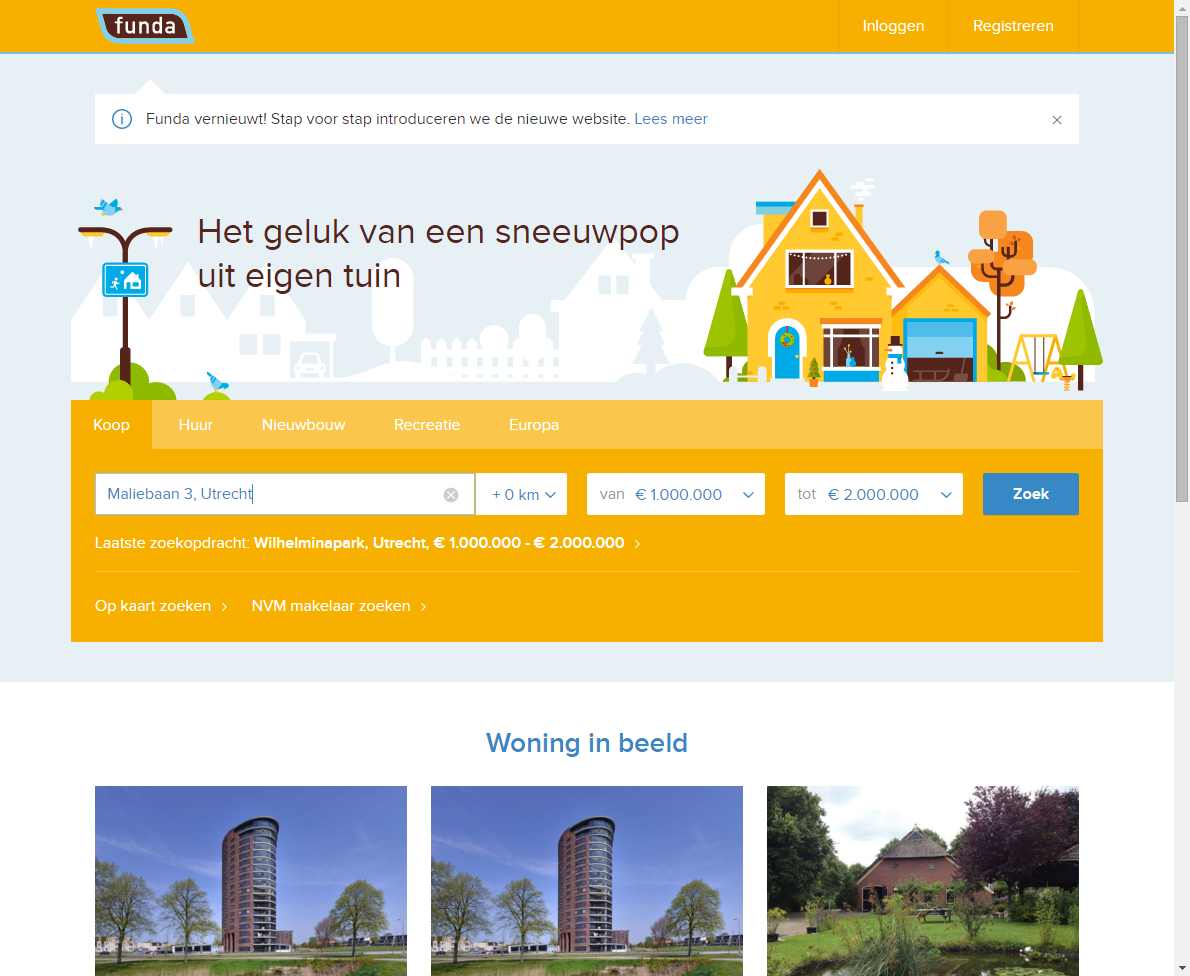 funda
Inloggen
Registreren
Funda vernieuwt! Stap voor stap introduceren we de nieuwe website. Lees meer
Het geluk van een sneeuwpop
uit eigen tuin
Koop
Huur
Nieuwbouw
Recreatie
Europa
Maliebaan 3, Utrecht
+ 0 km
van € 1.000.000
tot € 2.000.000
Zoek
Laatste zoekopdracht: Wilhelminapark, Utrecht, € 1.000.000 - € 2.000.000
Op kaart zoeken
NVM makelaar zoeken
Woning in beeld